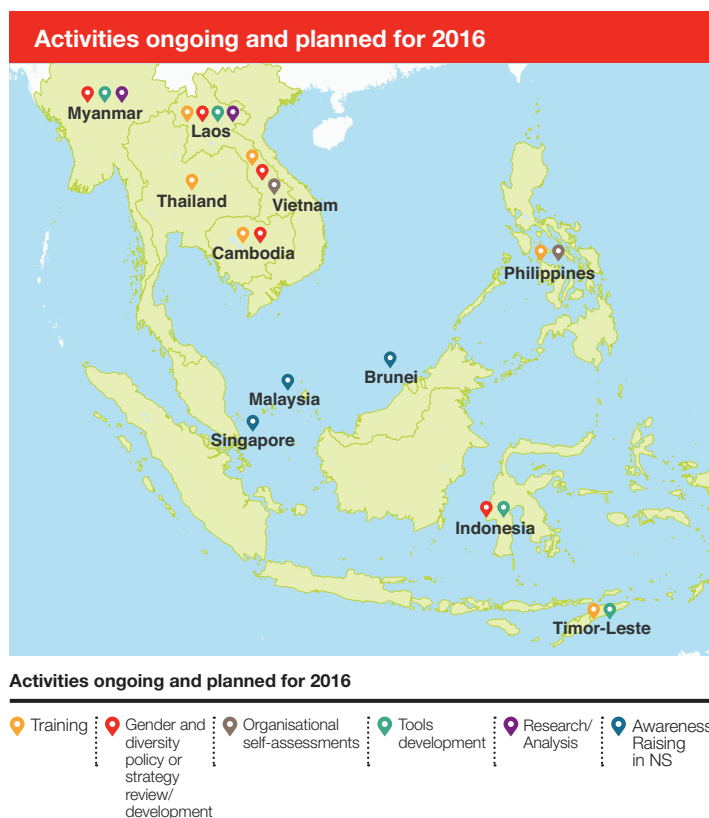 Activities ongoing and planned for 2016
Myanmar
Laos
Thailand
Vietnam
Cambodia
Philippines
Brunei
Malaysia
Singapore
Indonesia
Timor-Leste
Activities ongoing and planned for 2016
Training
Gender and
diversity
policy or
strategy
review/
development
Organisational
self-assessments
Tools
development
Research/
Analysis
Awareness
Raising
in NS